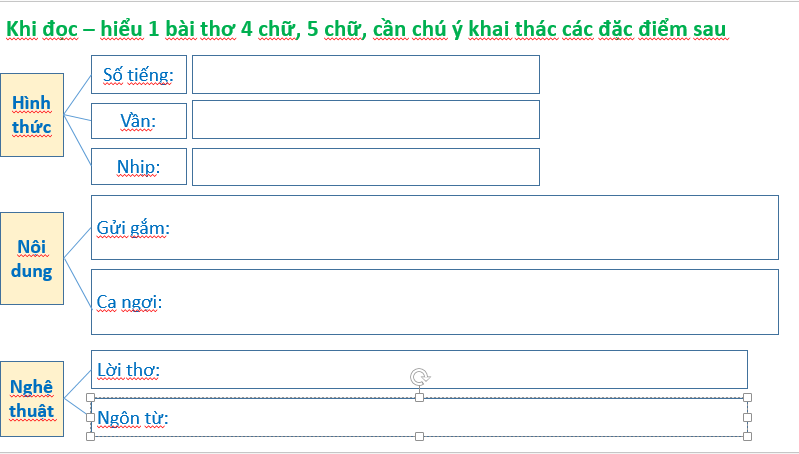 Khi đọc – hiểu 1 bài thơ 4 chữ, 5 chữ, cần chú ý khai thác các đặc điểm sau
Hình
thức
Số tiếng:
Vần:
Nhịp:
Nội
dung
Gửi gắm:
Ca ngợi:
Nghệ
thuật
Lời thơ:
Ngôn từ: